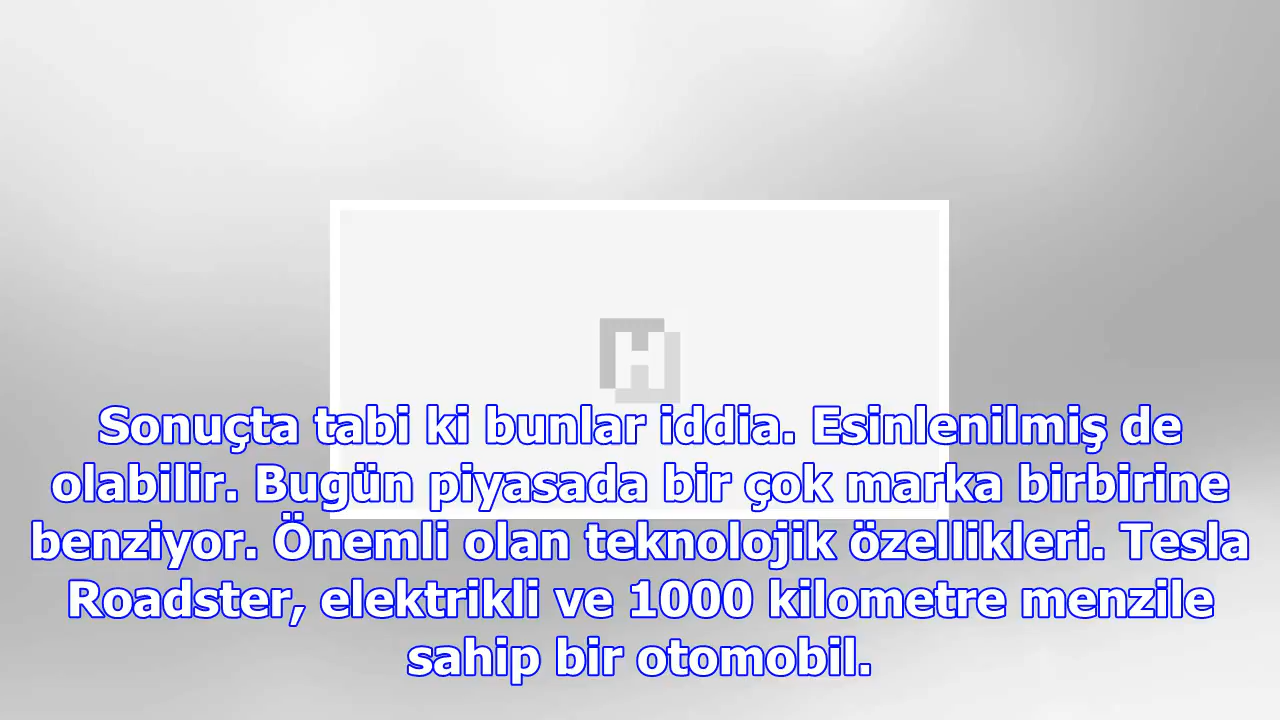 H
Sonuçta tabi ki bunlar iddia. Esinlenilmiş de
olabilir. Bugün piyasada bir çok marka birbirine
benziyor. Önemli olan teknolojik özellikleri. Tesla
Roadster, elektrikli ve 1000 kilometre menzile
sahip bir otomobil.